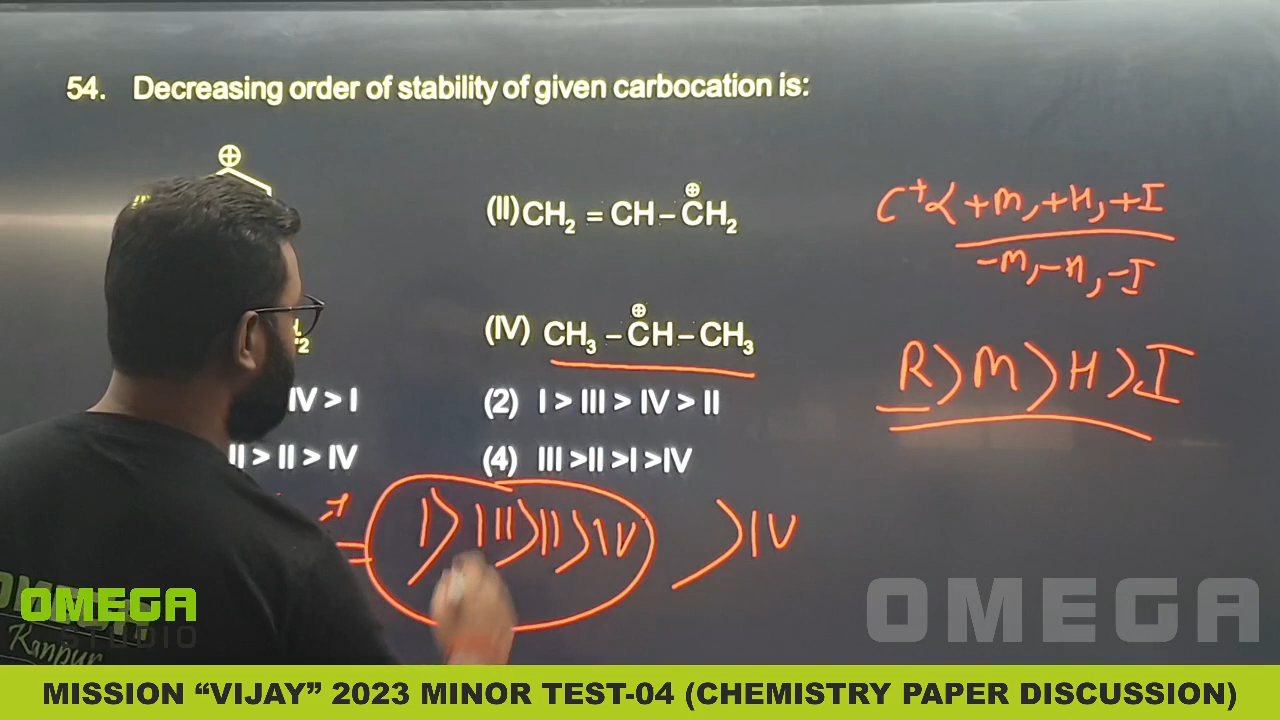 54. Decreasing order of stability of given carbocation is:
⊕
(II) CH₂ = CH – C⊕H₂
C⁺ α +M, +H, +I
-M, -H, -I
(IV) CH₃ – C⊕H – CH₃
R > M > H > I
IV > I
(2) I > III > IV > II
II > II > IV
(4) III >II >I >IV
I > III > II > IV > IV
OMEGA
STUDIO
Ranpur
OMEGA
MISSION “VIJAY” 2023 MINOR TEST-04 (CHEMISTRY PAPER DISCUSSION)